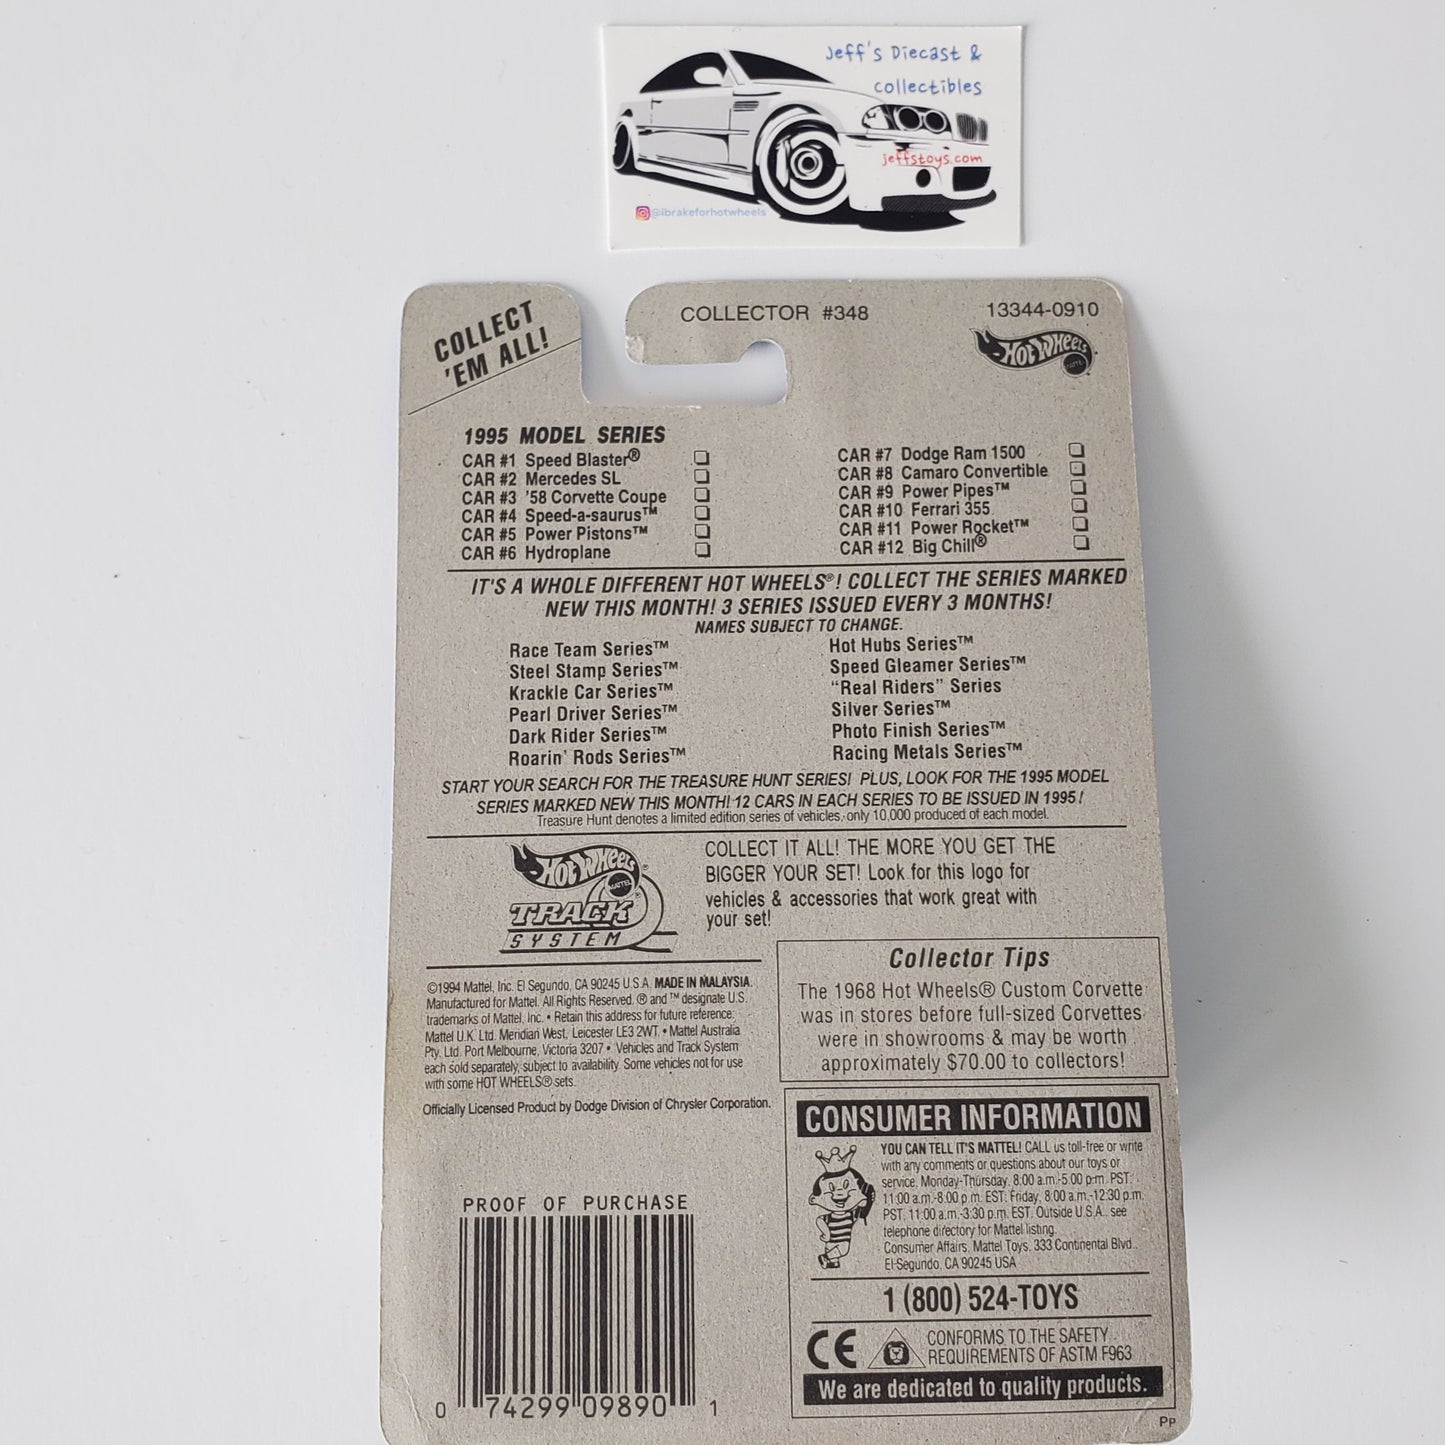 Jeff's Diecast &
collectibles
jeffstoys.com
@ibrakeforhotwheels
COLLECT
'EM ALL!
COLLECTOR #348
13344-0910
HOT WHEELS
MATTEL
1995 MODEL SERIES
CAR #1 Speed Blaster®
CAR #2 Mercedes SL
CAR #3 '58 Corvette Coupe
CAR #4 Speed-a-saurus™
CAR #5 Power Pistons™
CAR #6 Hydroplane
CAR #7 Dodge Ram 1500
CAR #8 Camaro Convertible
CAR #9 Power Pipes™
CAR #10 Ferrari 355
CAR #11 Power Rocket™
CAR #12 Big Chill®
IT'S A WHOLE DIFFERENT HOT WHEELS®! COLLECT THE SERIES MARKED
NEW THIS MONTH! 3 SERIES ISSUED EVERY 3 MONTHS!
NAMES SUBJECT TO CHANGE.
Race Team Series™
Steel Stamp Series™
Krackle Car Series™
Pearl Driver Series™
Dark Rider Series™
Roarin' Rods Series™
Hot Hubs Series™
Speed Gleamer Series™
"Real Riders" Series
Silver Series™
Photo Finish Series™
Racing Metals Series™
START YOUR SEARCH FOR THE TREASURE HUNT SERIES! PLUS, LOOK FOR THE 1995 MODEL
SERIES MARKED NEW THIS MONTH! 12 CARS IN EACH SERIES TO BE ISSUED IN 1995!
Treasure Hunt denotes a limited edition series of vehicles, only 10,000 produced of each model.
HOT WHEELS®
MATTEL
TRACK®
SYSTEM
COLLECT IT ALL! THE MORE YOU GET THE
BIGGER YOUR SET! Look for this logo for
vehicles & accessories that work great with
your set!
©1994 Mattel, Inc. El Segundo, CA 90245 U.S.A. MADE IN MALAYSIA.
Manufactured for Mattel. All Rights Reserved. ® and ™ designate U.S.
trademarks of Mattel, Inc. • Retain this address for future reference:
Mattel U.K. Ltd. Meridian West, Leicester LE3 2WT. • Mattel Australia
Pty. Ltd. Port Melbourne, Victoria 3207 • Vehicles and Track System
each sold separately, subject to availability. Some vehicles not for use
with some HOT WHEELS® sets.
Officially Licensed Product by Dodge Division of Chrysler Corporation.
Collector Tips
The 1968 Hot Wheels® Custom Corvette
was in stores before full-sized Corvettes
were in showrooms & may be worth
approximately $70.00 to collectors!
CONSUMER INFORMATION
YOU CAN TELL IT'S MATTEL! CALL us toll-free or write
with any comments or questions about our toys or
service, Monday-Thursday, 8:00 a.m.-5:00 p.m. PST.
11:00 a.m.-8:00 p.m. EST: Friday, 8:00 a.m.-12:30 p.m.
PST, 11:00 a.m.-3:30 p.m. EST. Outside U.S.A., see
telephone directory for Mattel listing.
Consumer Affairs, Mattel Toys, 333 Continental Blvd.,
El Segundo, CA 90245 USA
1 (800) 524-TOYS
CE
CONFORMS TO THE SAFETY
REQUIREMENTS OF ASTM F963
We are dedicated to quality products.
PP
PROOF OF PURCHASE
0 74299 09890 1